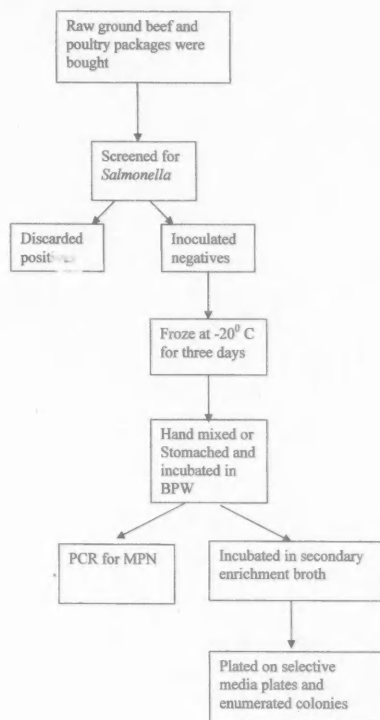 Raw ground beef and
poultry packages were
bought
Screened for
Salmonella
Discarded
Inoculated
negatives
Froze at -20⁰ C
for three days
Hand mixed or
Stomached and
incubated in
BPW
PCR for MPN
Incubated in secondary
enrichment broth
Plated on selective
media plates and
enumerated colonies